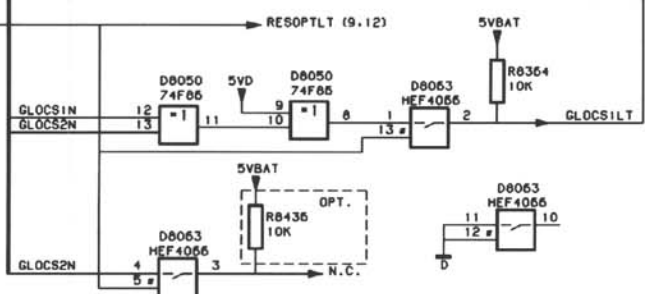 RESOPTLT (9.12)
5VBAT
D8050
74F86
5VD
D8050
74F86
D8063
HEF4066
R8364
10K
GLOCS1N 12 =1 11
GLOCS2N 13
9 =1 8
10
1 2 GLOCS1LT
13 #
5VBAT
OPT.
R8436
10K
D8063
HEF4066
D8063
HEF4066
11 10
12 #
D
GLOCS2N 4 3 N.C.
5 #